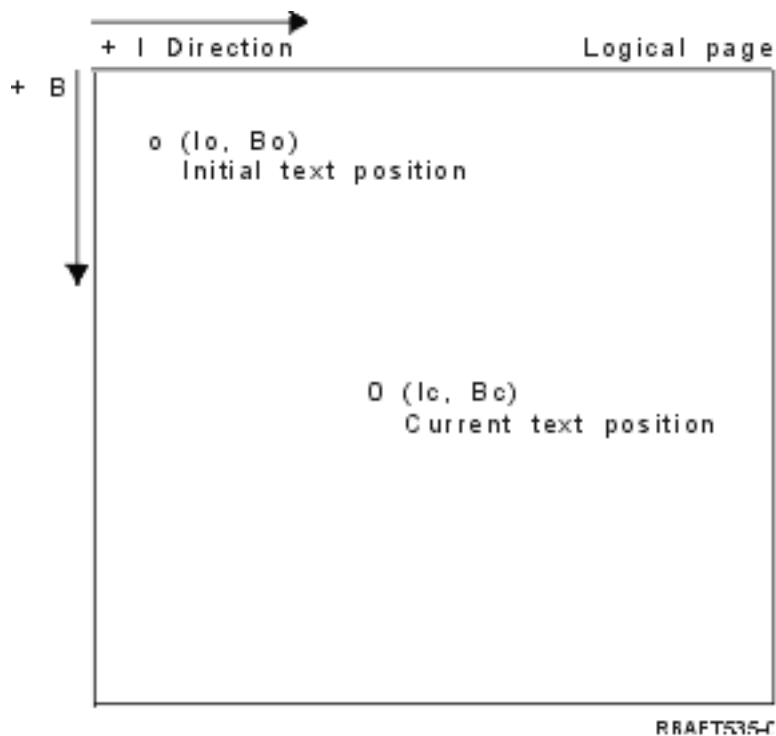 + I Direction Logical page
+ B
o (Io, Bo)
Initial text position
O (Ic, Bc)
Current text position